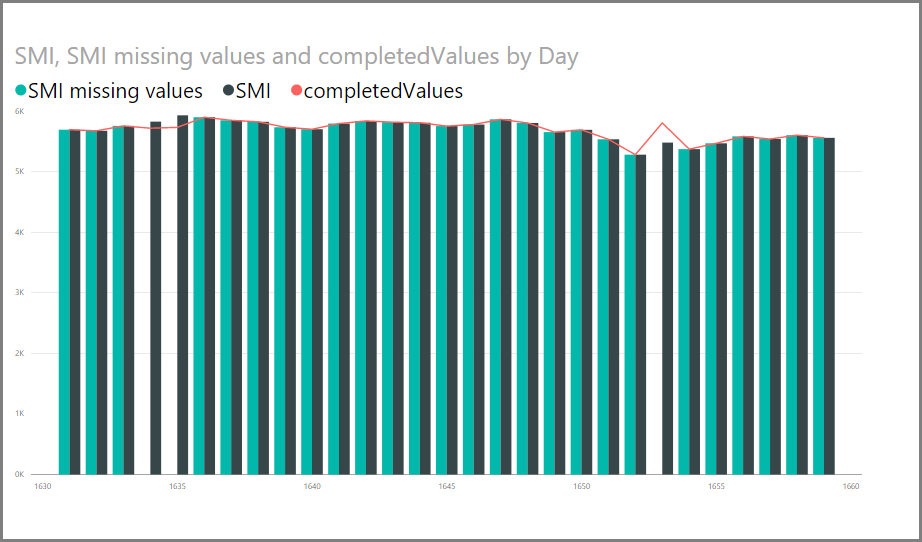 SMI, SMI missing values and completedValues by Day
SMI missing values SMI completedValues
6K
5K
4K
3K
2K
1K
0K
1630 1635 1640 1645 1650 1655 1660